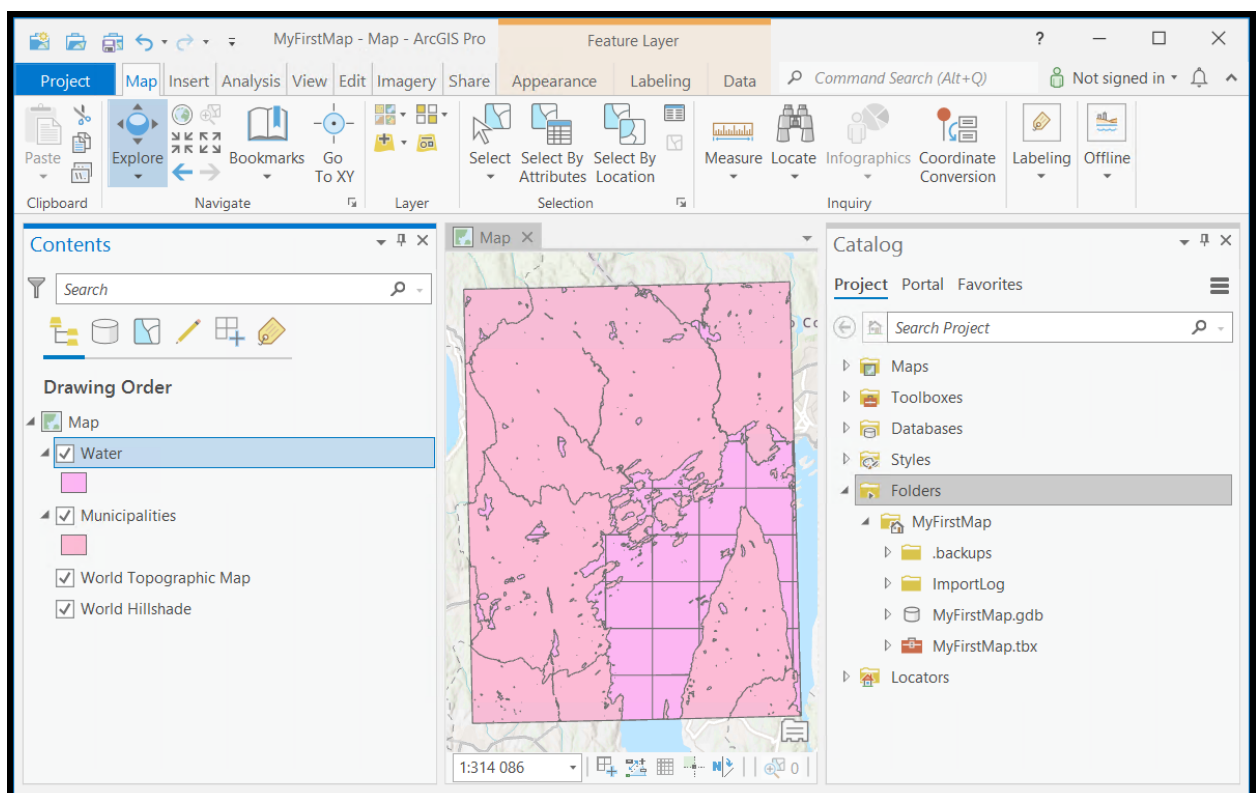 MyFirstMap - Map - ArcGIS Pro
Feature Layer
?
Project Map Insert Analysis View Edit Imagery Share Appearance Labeling Data Command Search (Alt+Q) Not signed in
Paste
Explore
Bookmarks
Go
To XY
Select
Select By
Attributes
Select By
Location
Measure
Locate
Infographics
Coordinate
Conversion
Labeling
Offline
Clipboard Navigate Layer Selection Inquiry
Contents
Search
Drawing Order
Map
Water
Municipalities
World Topographic Map
World Hillshade
Map
1:314 086
0
Catalog
Project Portal Favorites
Search Project
Maps
Toolboxes
Databases
Styles
Folders
MyFirstMap
.backups
ImportLog
MyFirstMap.gdb
MyFirstMap.tbx
Locators